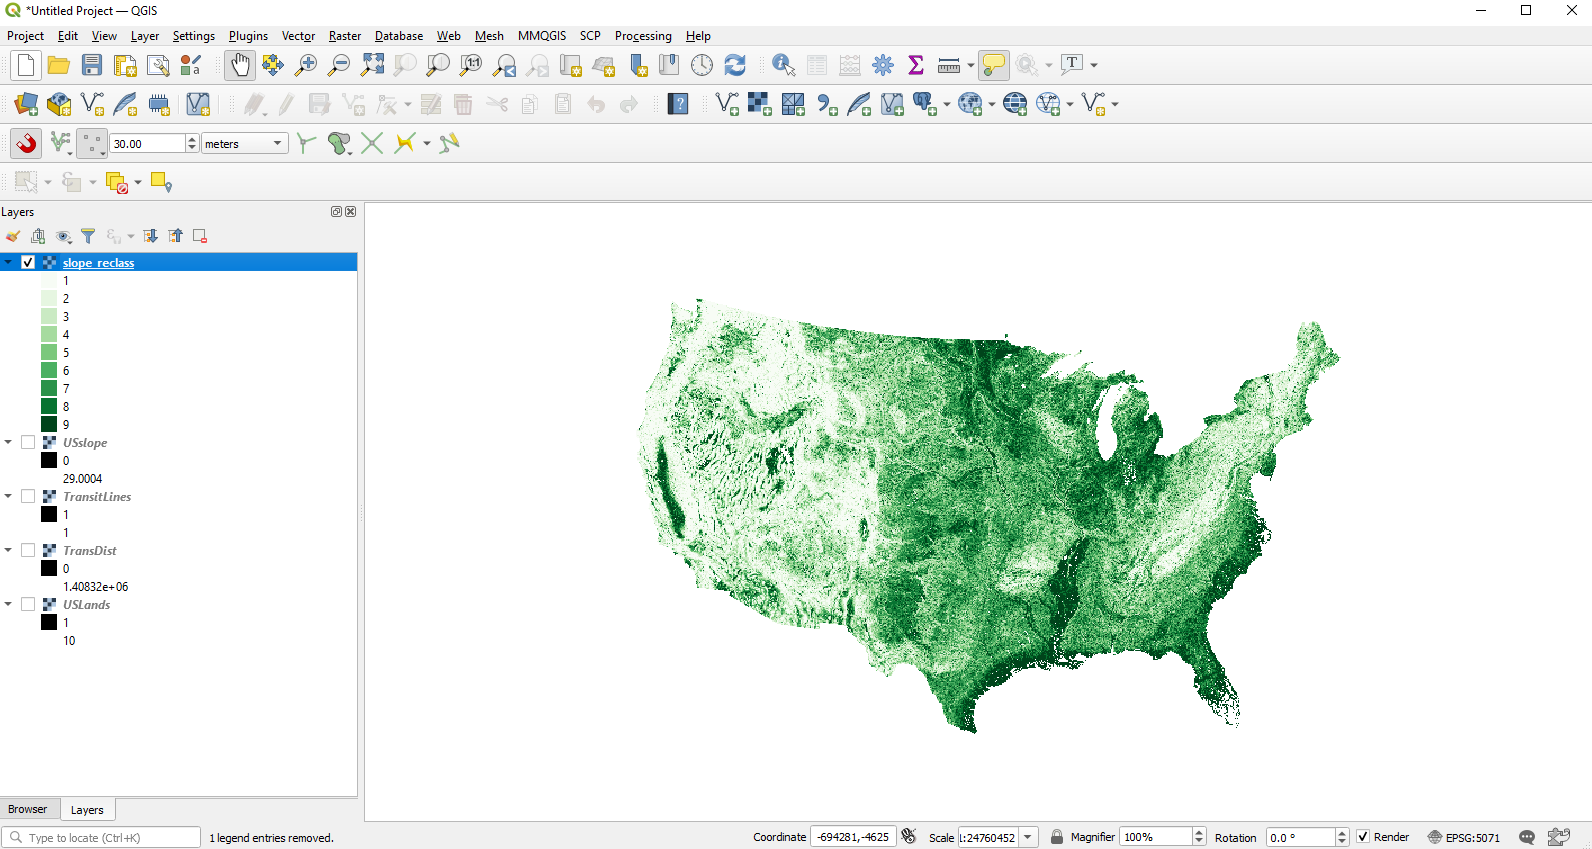 *Untitled Project — QGIS
Project Edit View Layer Settings Plugins Vector Raster Database Web Mesh MMQGIS SCP Processing Help
1:1
T
30.00 meters
?
Layers
slope_reclass
1
2
3
4
5
6
7
8
9
USslope
0
29.0004
TransitLines
1
1
TransDist
0
1.40832e+06
USLands
1
10
Browser Layers
Type to locate (Ctrl+K) 1 legend entries removed. Coordinate -694281,-4625 Scale 1:24760452 Magnifier 100% Rotation 0.0 ° Render EPSG:5071